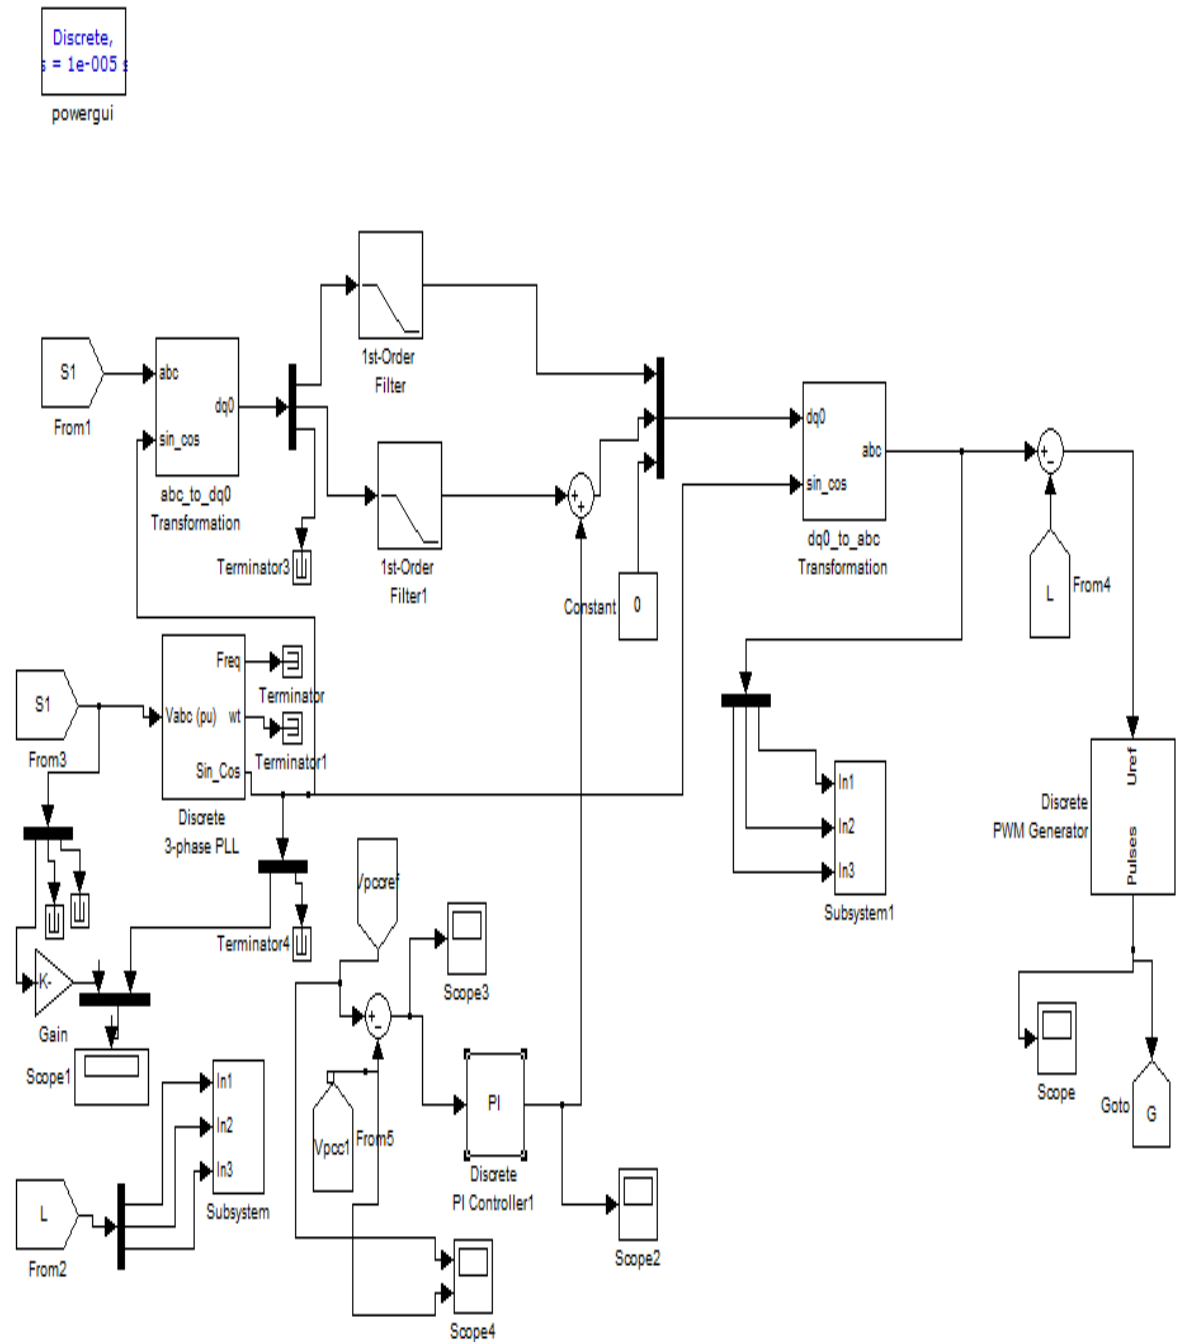 Discrete,
s = 1e-005 s
powergui
1st-Order
Filter
S1
From1
abc
sin_cos
dq0
abc_to_dq0
Transformation
Terminator3
1st-Order
Filter1
+
+
Constant
0
dq0
sin_cos
abc
dq0_to_abc
Transformation
+
-
L
From4
S1
From3
Vabc (pu)
Freq
wt
Sin_Cos
Discrete
3-phase PLL
Terminator
Terminator1
Terminator4
-K-
Gain
Scope1
Vpccref
+
-
Scope3
Vpcc1
From5
PI
Discrete
PI Controller1
Scope2
Scope4
In1
In2
In3
Subsystem
L
From2
In1
In2
In3
Subsystem1
Discrete
PWM Generator
Uref
Pulses
Scope
Goto
G